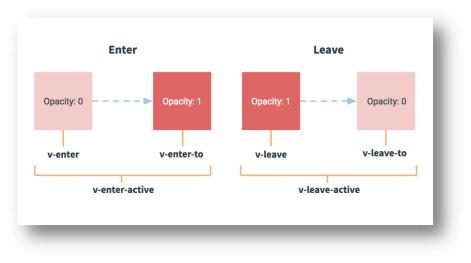 Enter
Leave
Opacity: 0
Opacity: 1
Opacity: 1
Opacity: 0
v-enter
v-enter-to
v-leave
v-leave-to
v-enter-active
v-leave-active